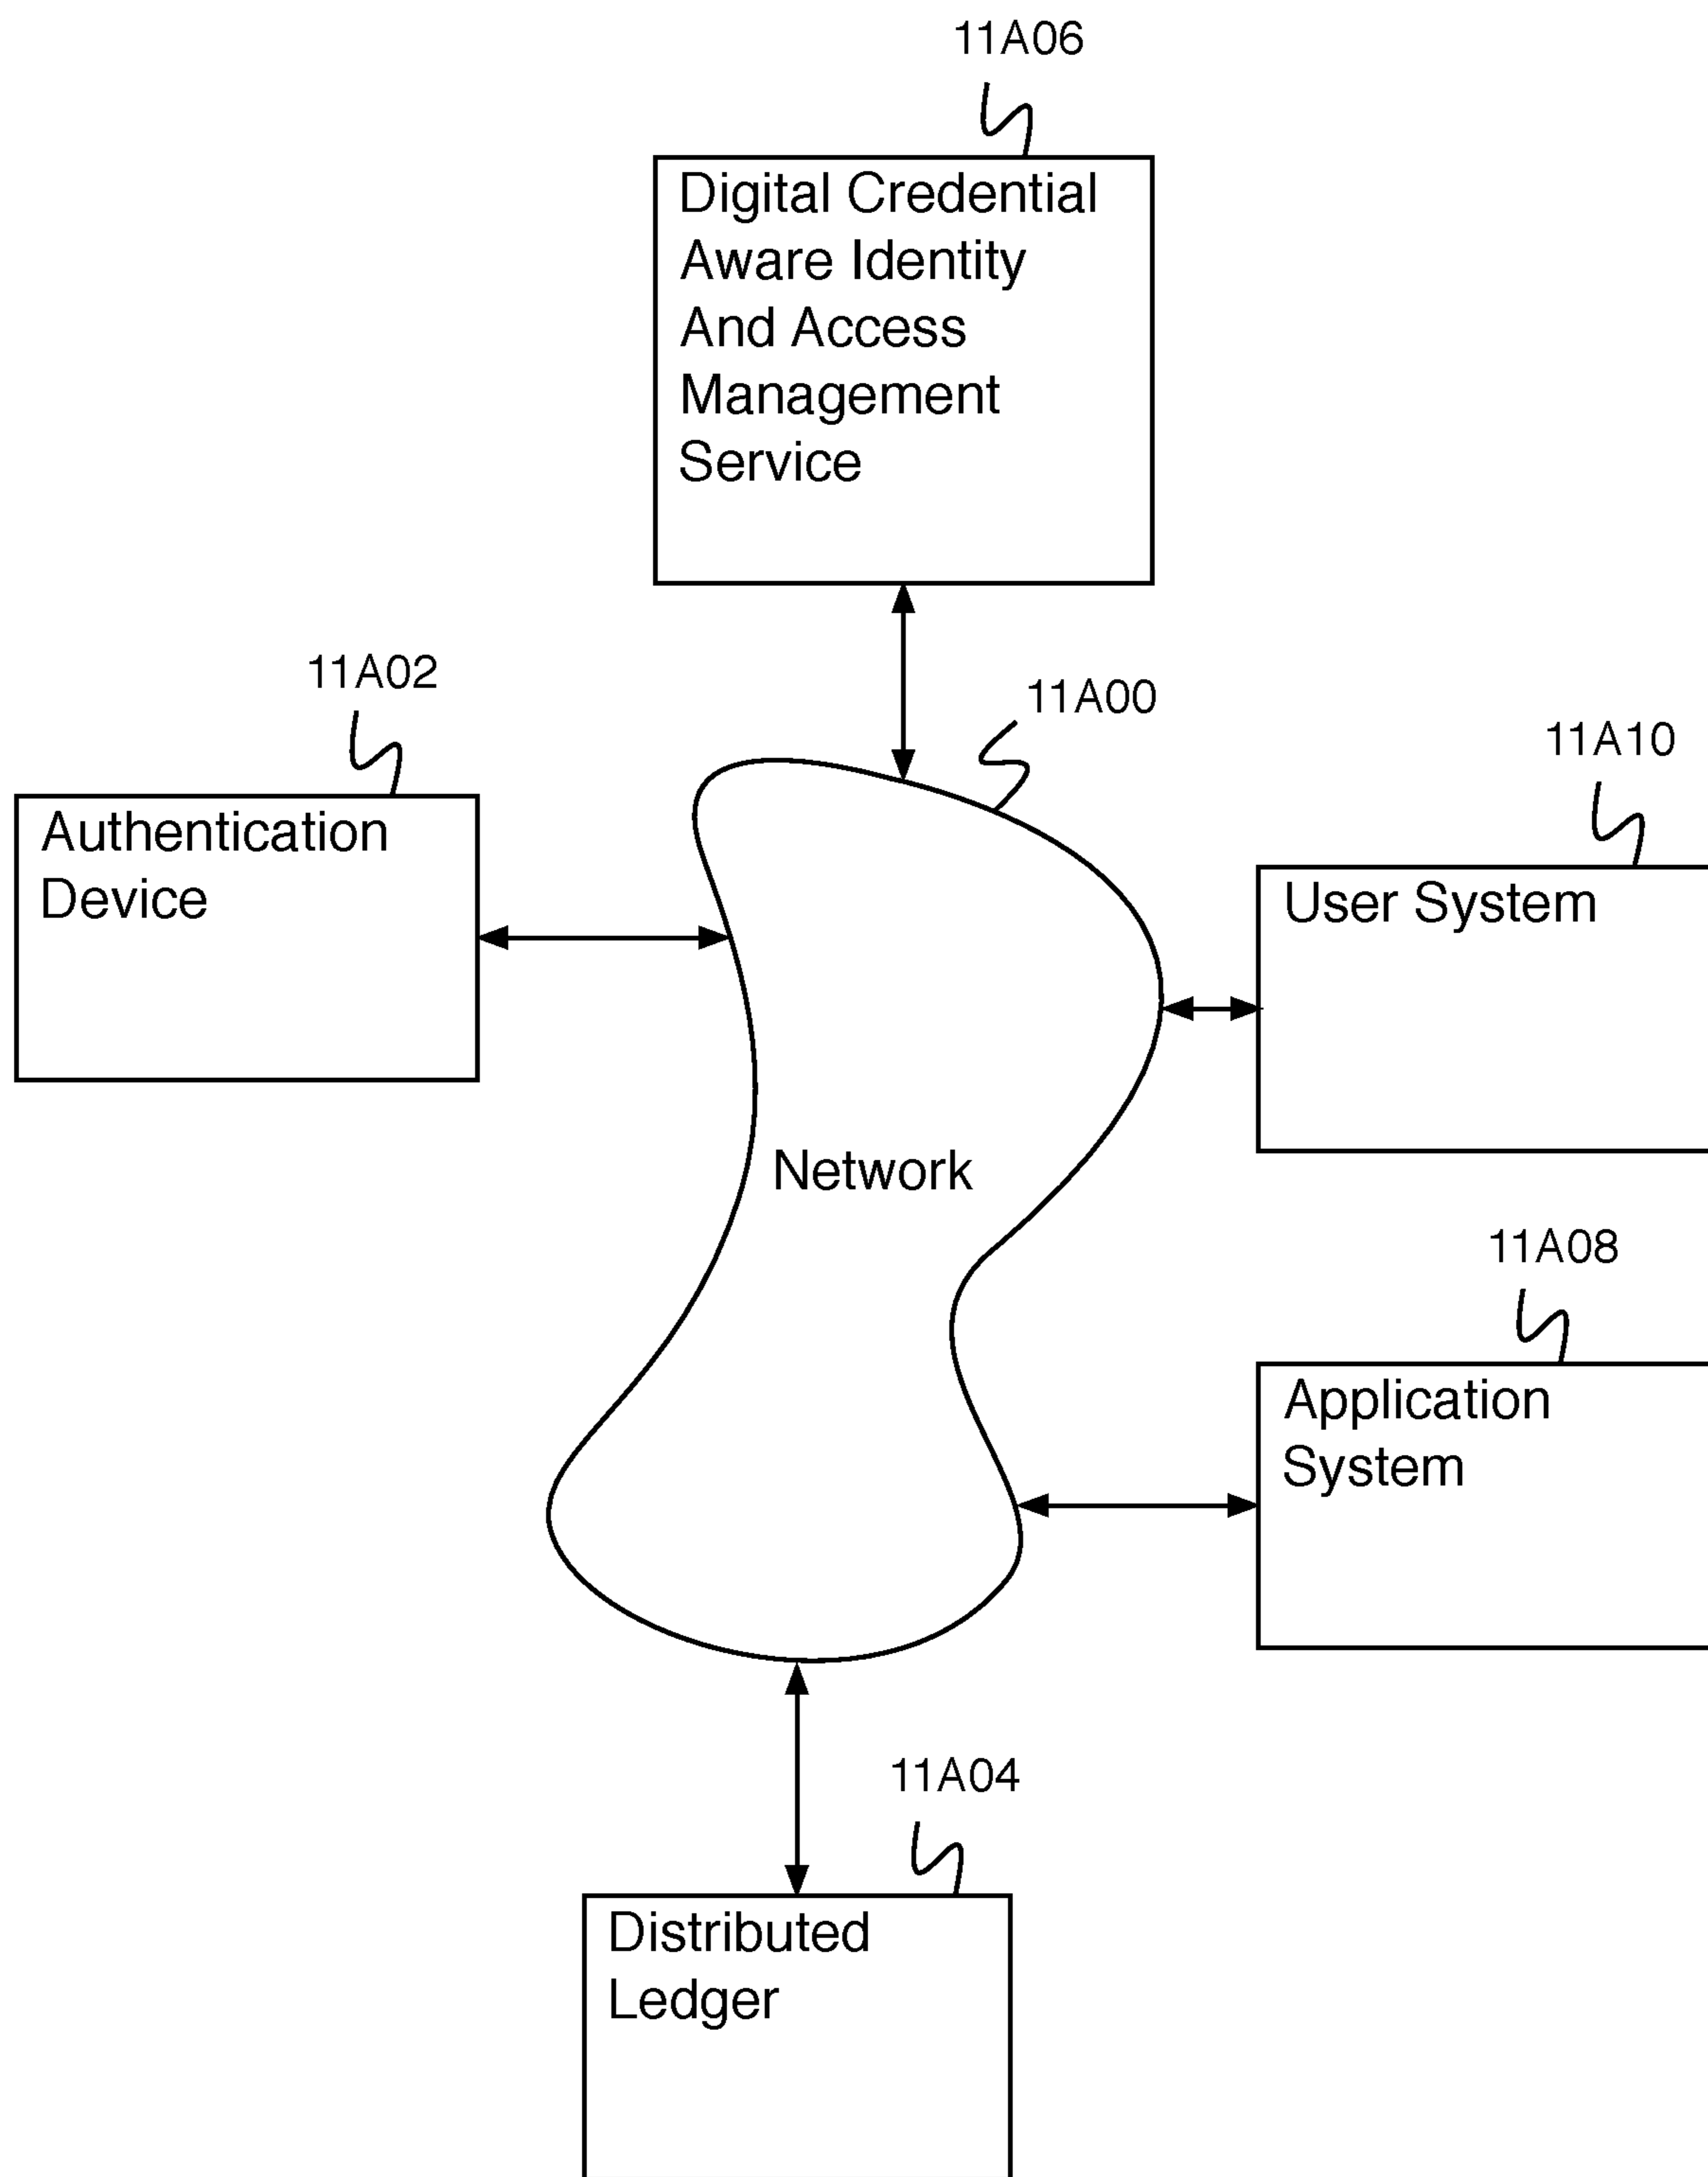 11A06
Digital Credential
Aware Identity
And Access
Management
Service
11A02
11A00
11A10
Authentication
Device
User System
Network
11A08
Application
System
11A04
Distributed
Ledger